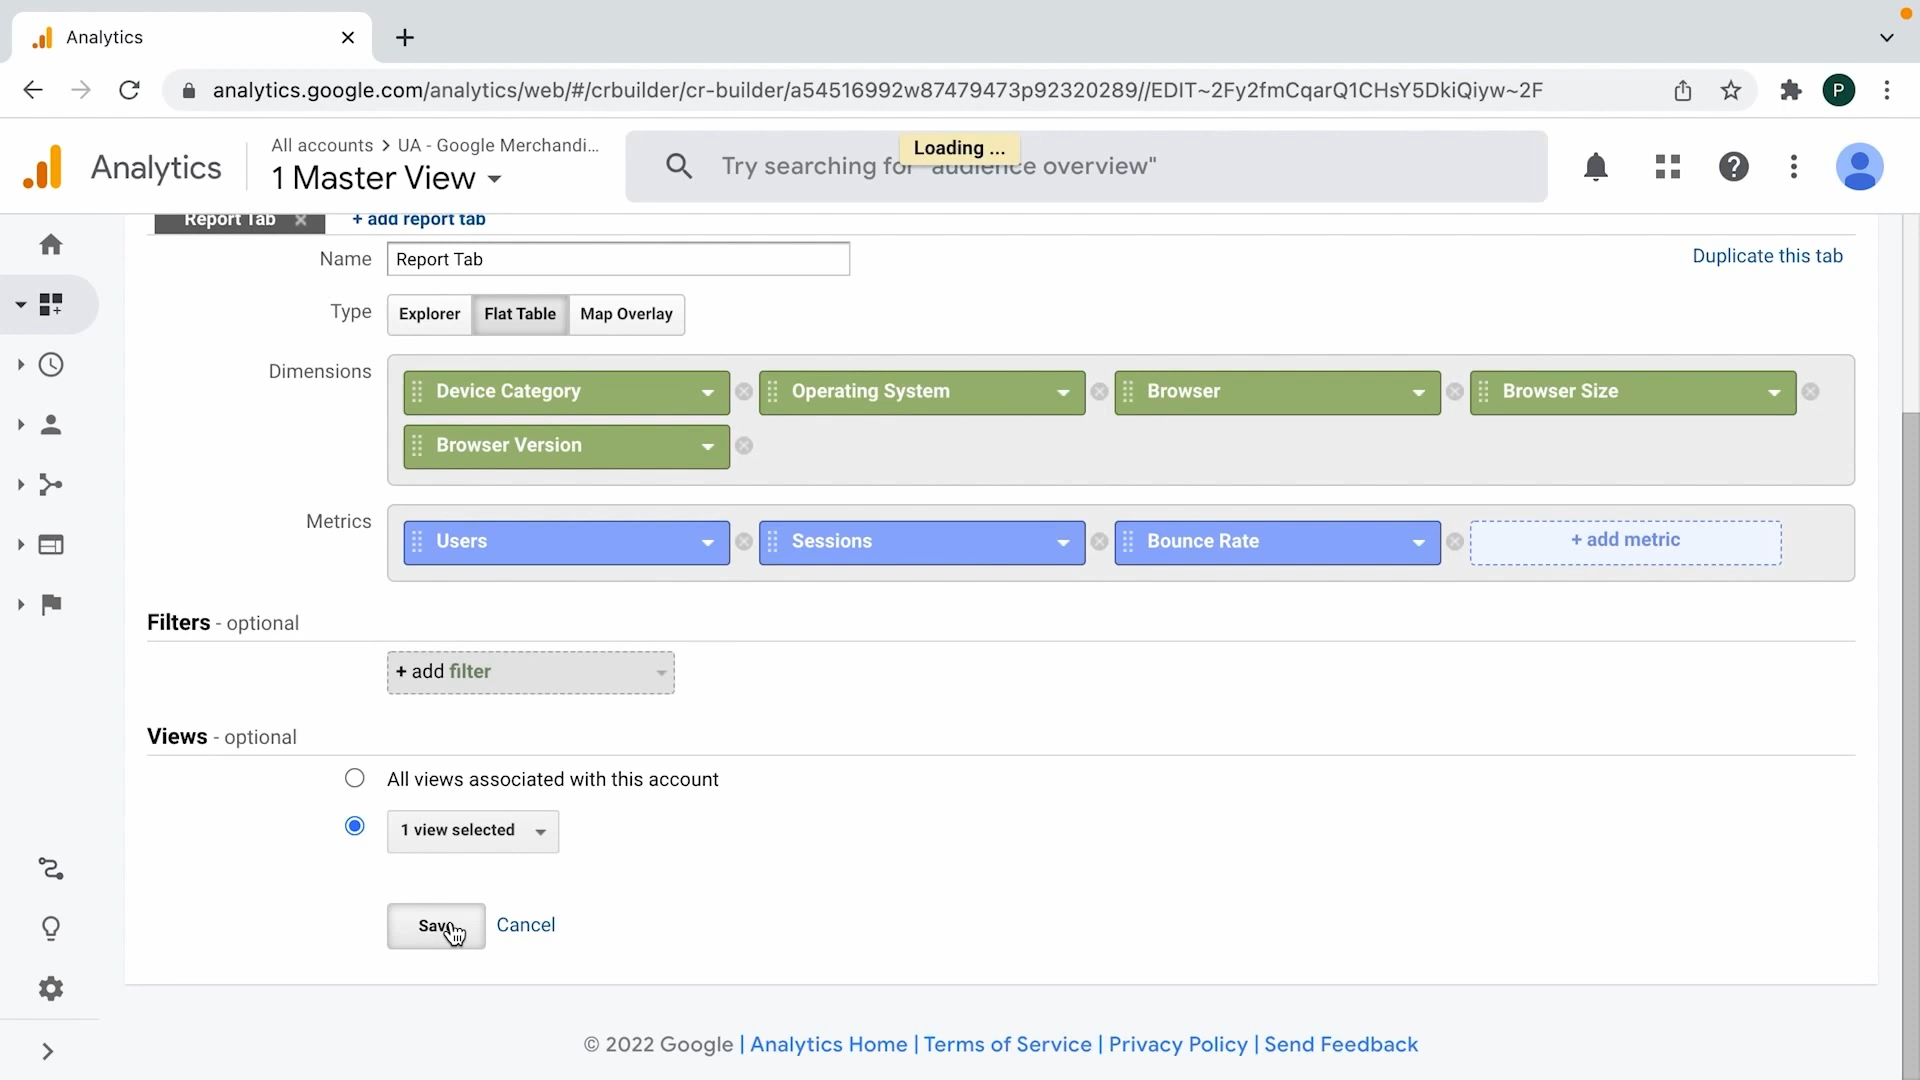 Analytics
analytics.google.com/analytics/web/#/crbuilder/cr-builder/a54516992w87479473p92320289//EDIT~2Fy2fmCqarQ1CHsY5DkiQiyw~2F
P
Analytics
All accounts > UA - Google Merchandi...
1 Master View
Try searching for "audience overview"
Loading ...
Report Tab
+ add report tab
Name
Report Tab
Duplicate this tab
Type
Explorer
Flat Table
Map Overlay
Dimensions
Device Category
Operating System
Browser
Browser Size
Browser Version
Metrics
Users
Sessions
Bounce Rate
+ add metric
Filters - optional
+ add filter
Views - optional
All views associated with this account
1 view selected
Save
Cancel
© 2022 Google | Analytics Home | Terms of Service | Privacy Policy | Send Feedback